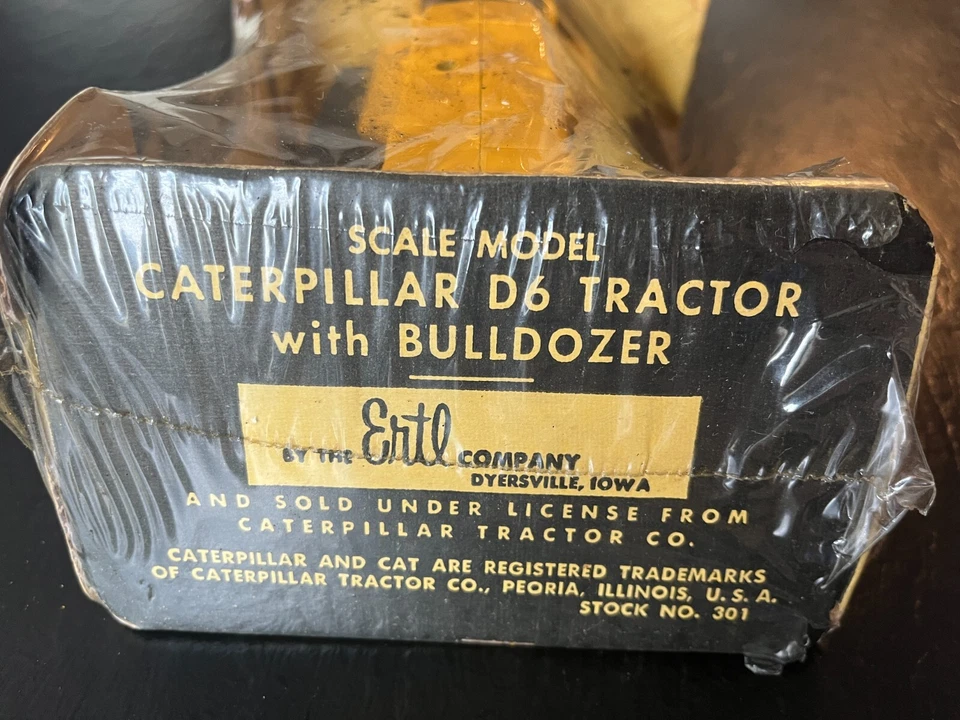 SCALE MODEL
CATERPILLAR D6 TRACTOR
with BULLDOZER
BY THE Ertl COMPANY
DYERSVILLE, IOWA
AND SOLD UNDER LICENSE FROM
CATERPILLAR TRACTOR CO.
CATERPILLAR AND CAT ARE REGISTERED TRADEMARKS
OF CATERPILLAR TRACTOR CO., PEORIA, ILLINOIS, U.S.A.
STOCK NO. 301